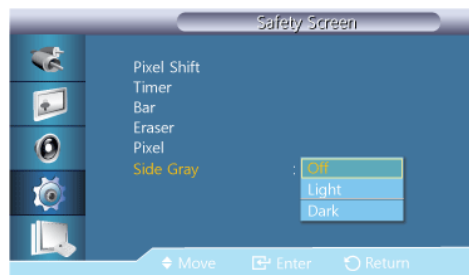 Safety Screen
Pixel Shift
Timer
Bar
Eraser
Pixel
Side Gray : Off
Light
Dark
Move Enter Return